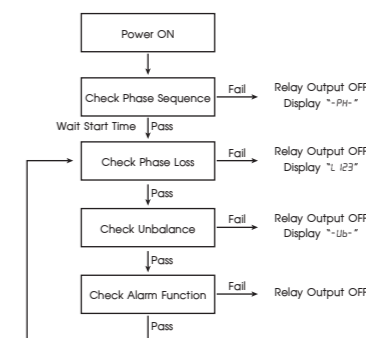 Power ON
Check Phase Sequence
Fail
Relay Output OFF
Display "-PH-"
Wait Start Time
Pass
Check Phase Loss
Fail
Relay Output OFF
Display "L 123"
Pass
Check Unbalance
Fail
Relay Output OFF
Display "-Ub-"
Pass
Check Alarm Function
Fail
Relay Output OFF
Pass